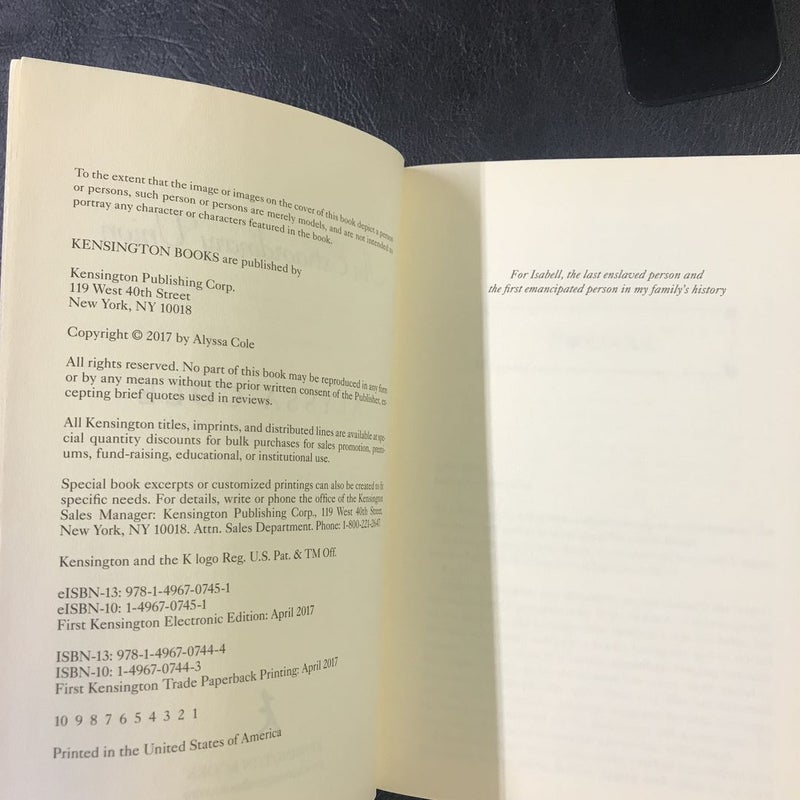 To the extent that the image or images on the cover of this book depict a person
or persons, such person or persons are merely models, and are not intended to
portray any character or characters featured in the book.
KENSINGTON BOOKS are published by
Kensington Publishing Corp.
119 West 40th Street
New York, NY 10018
Copyright © 2017 by Alyssa Cole
All rights reserved. No part of this book may be reproduced in any form
or by any means without the prior written consent of the Publisher, ex-
cepting brief quotes used in reviews.
All Kensington titles, imprints, and distributed lines are available at spe-
cial quantity discounts for bulk purchases for sales promotion, premi-
ums, fund-raising, educational, or institutional use.
Special book excerpts or customized printings can also be created to fit
specific needs. For details, write or phone the office of the Kensington
Sales Manager: Kensington Publishing Corp., 119 West 40th Street,
New York, NY 10018. Attn. Sales Department. Phone: 1-800-221-2647.
Kensington and the K logo Reg. U.S. Pat. & TM Off.
eISBN-13: 978-1-4967-0745-1
eISBN-10: 1-4967-0745-1
First Kensington Electronic Edition: April 2017
ISBN-13: 978-1-4967-0744-4
ISBN-10: 1-4967-0744-3
First Kensington Trade Paperback Printing: April 2017
10 9 8 7 6 5 4 3 2 1
Printed in the United States of America
For Isabell, the last enslaved person and
the first emancipated person in my family's history